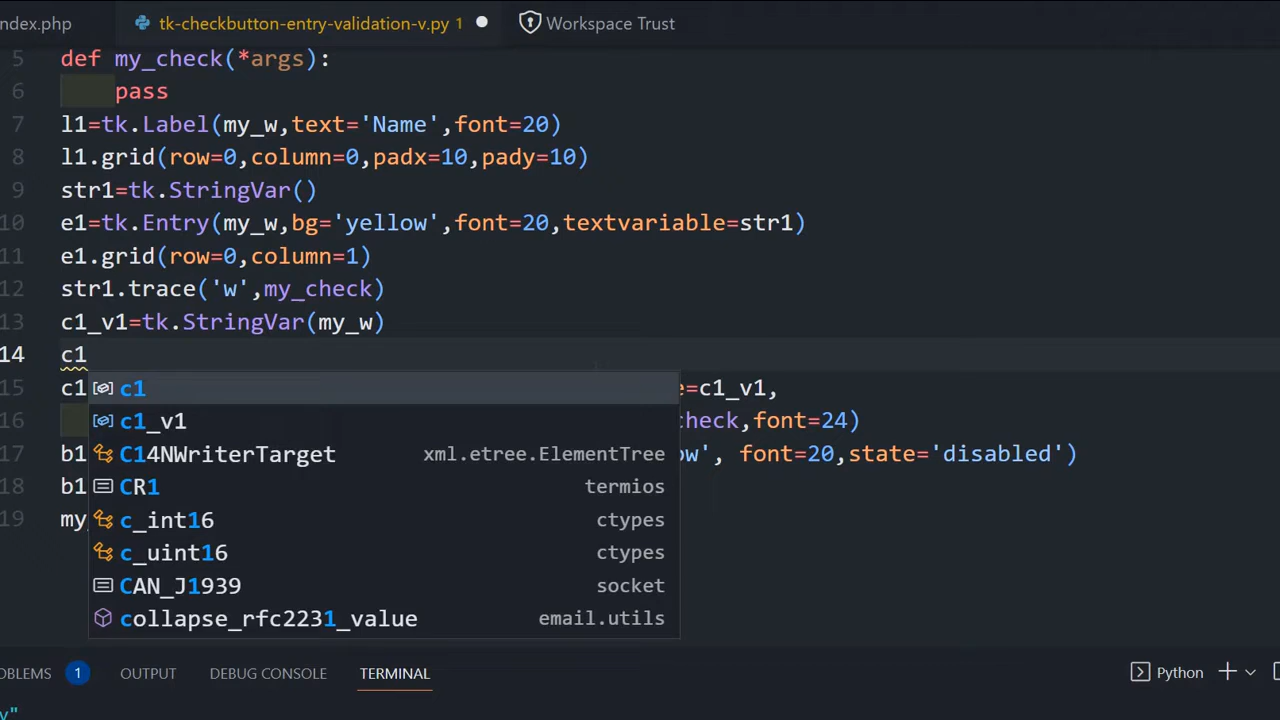 index.php tk-checkbutton-entry-validation-v.py 1 Workspace Trust
5 def my_check(*args):
6 pass
7 l1=tk.Label(my_w,text='Name',font=20)
8 l1.grid(row=0,column=0,padx=10,pady=10)
9 str1=tk.StringVar()
10 e1=tk.Entry(my_w,bg='yellow',font=20,textvariable=str1)
11 e1.grid(row=0,column=1)
12 str1.trace('w',my_check)
13 c1_v1=tk.StringVar(my_w)
14 c1
15 c1 e=c1_v1,
16 check,font=24)
17 b1 ow', font=20,state='disabled')
18 b1
19 my_
c1
c1_v1
C14NWriterTarget xml.etree.ElementTree
CR1 termios
c_int16 ctypes
c_uint16 ctypes
CAN_J1939 socket
collapse_rfc2231_value email.utils
OBLEMS 1 OUTPUT DEBUG CONSOLE TERMINAL Python
v"